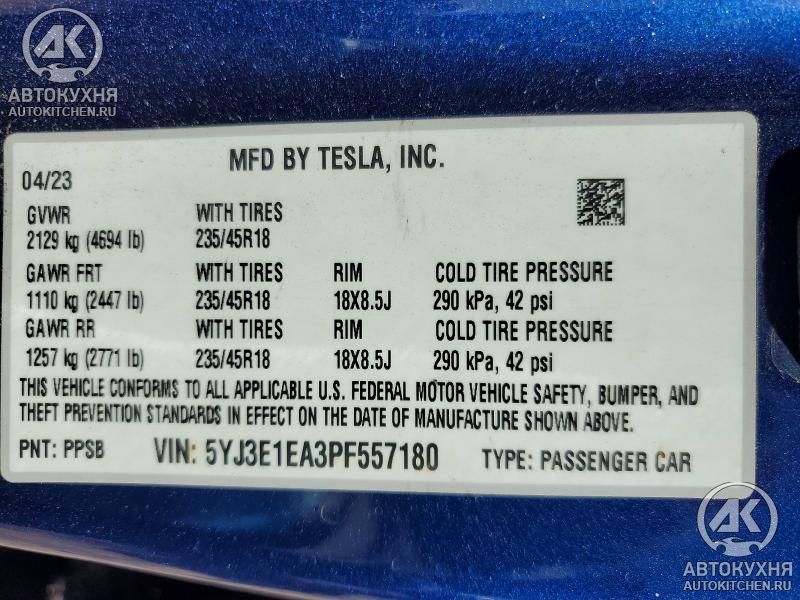 AK
АВТОКУХНЯ
AUTOKITCHEN.RU
MFD BY TESLA, INC.
04/23
GVWR WITH TIRES
2129 kg (4694 lb) 235/45R18
GAWR FRT WITH TIRES RIM COLD TIRE PRESSURE
1110 kg (2447 lb) 235/45R18 18X8.5J 290 kPa, 42 psi
GAWR RR WITH TIRES RIM COLD TIRE PRESSURE
1257 kg (2771 lb) 235/45R18 18X8.5J 290 kPa, 42 psi
THIS VEHICLE CONFORMS TO ALL APPLICABLE U.S. FEDERAL MOTOR VEHICLE SAFETY, BUMPER, AND
THEFT PREVENTION STANDARDS IN EFFECT ON THE DATE OF MANUFACTURE SHOWN ABOVE.
PNT: PPSB VIN: 5YJ3E1EA3PF557180 TYPE: PASSENGER CAR
AK
АВТОКУХНЯ
AUTOKITCHEN.RU